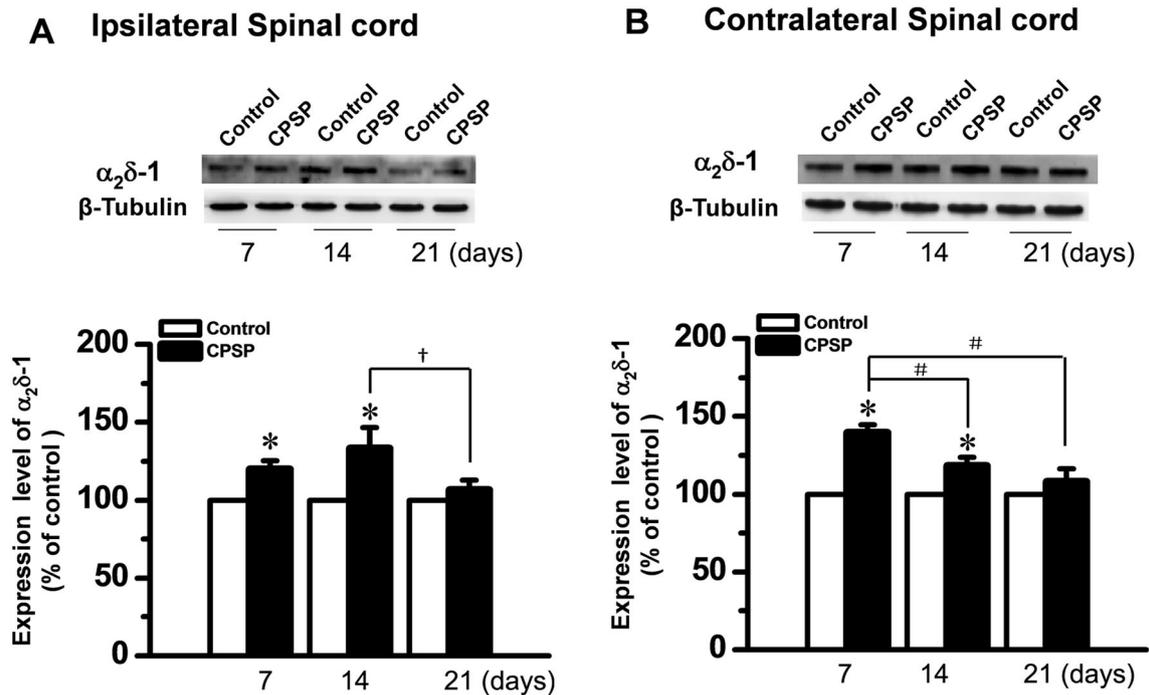 A Ipsilateral Spinal cord
Control CPSP Control CPSP Control CPSP
α₂δ-1
β-Tubulin
7 14 21 (days)
Control
CPSP
Expression level of α₂δ-1
(% of control )
200
150
100
50
0
†
*
*
7 14 21 (days)
B Contralateral Spinal cord
Control CPSP Control CPSP Control CPSP
α₂δ-1
β-Tubulin
7 14 21 (days)
Control
CPSP
Expression level of α₂δ-1
(% of control )
200
150
100
50
0
#
#
*
*
7 14 21 (days)